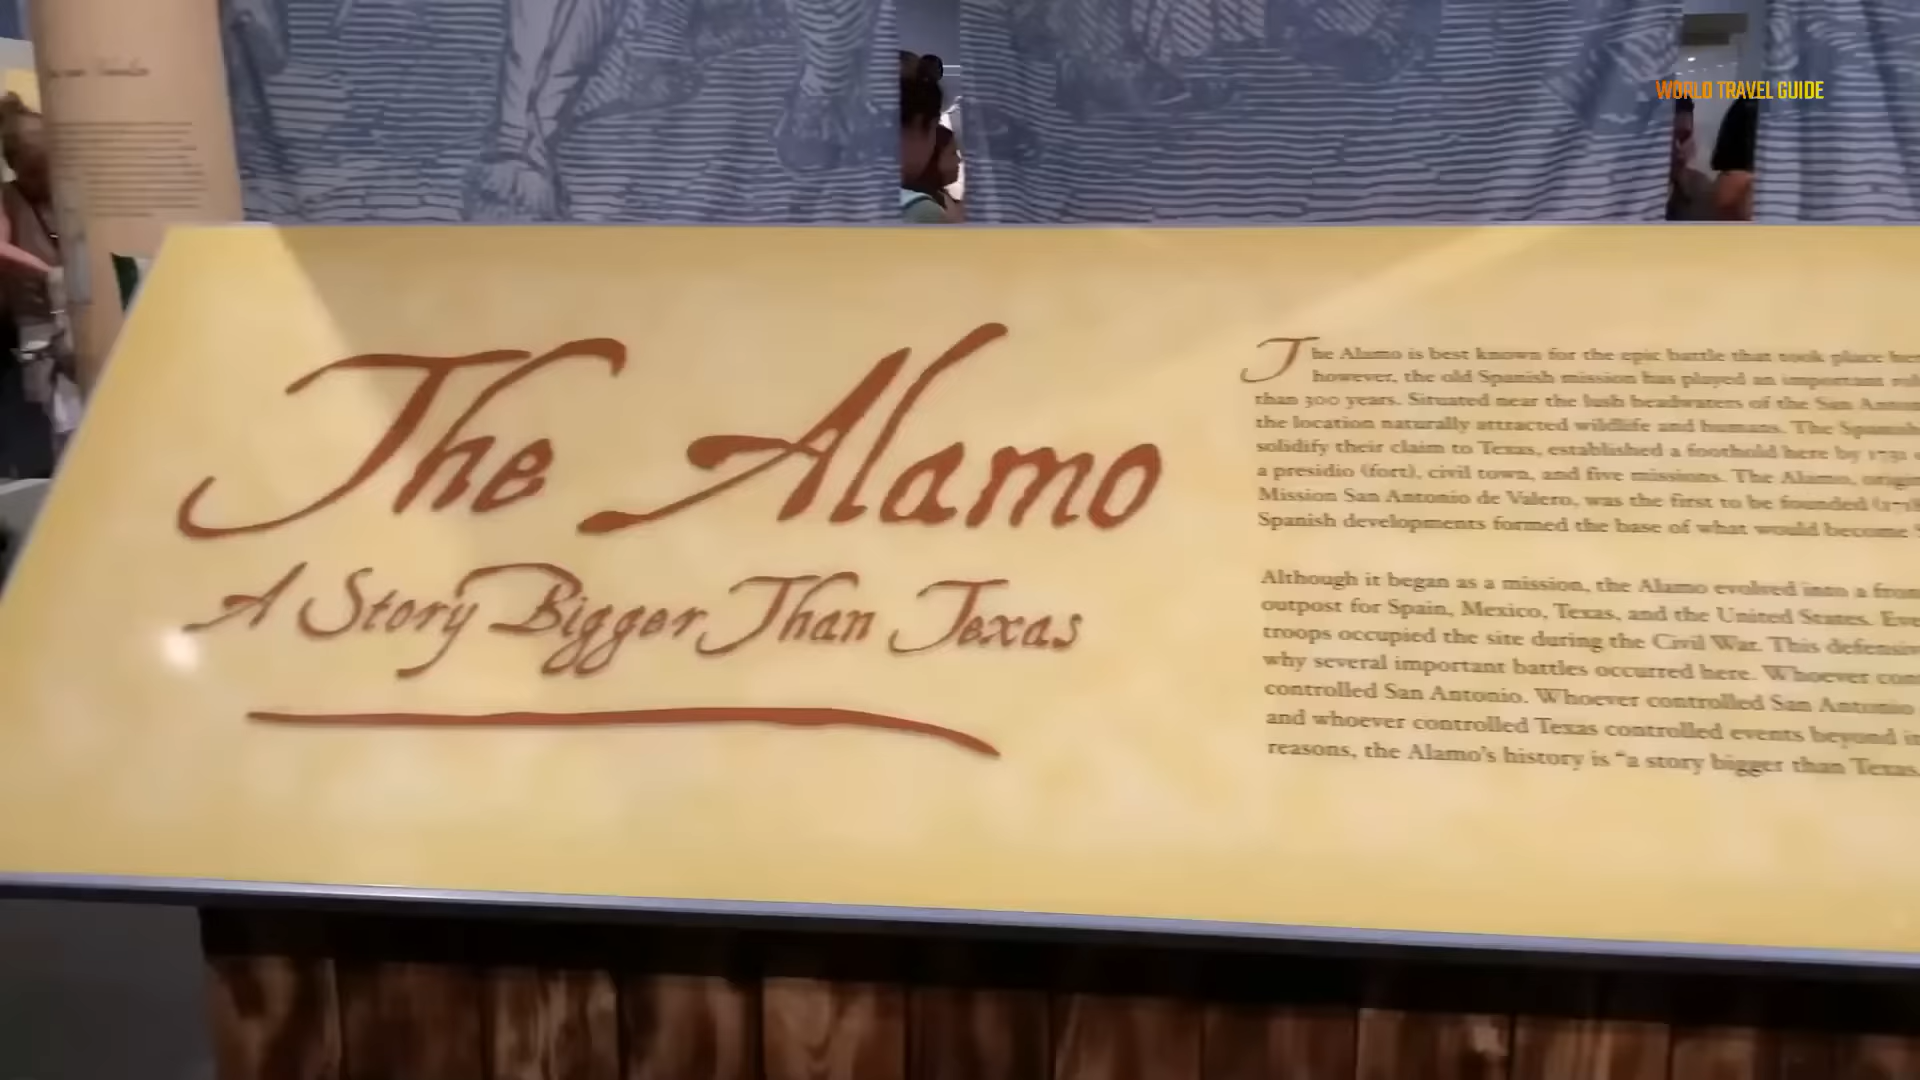 WORLD TRAVEL GUIDE
The Alamo
A Story Bigger Than Texas
The Alamo is best known for the epic battle that took place
however, the old Spanish mission has played an important
than 300 years. Situated near the lush headwaters of the San
the location naturally attracted wildlife and humans. The Spanish
solidify their claim to Texas, established a foothold here by 1731
a presidio (fort), civil town, and five missions. The Alamo,
Mission San Antonio de Valero, was the first to be founded
Spanish developments formed the base of what would become
Although it began as a mission, the Alamo evolved into a
outpost for Spain, Mexico, Texas, and the United States.
troops occupied the site during the Civil War. This
why several important battles occurred here. Whoever
controlled San Antonio. Whoever controlled San Antonio
and whoever controlled Texas controlled events beyond
reasons, the Alamo's history is "a story bigger than Texas.